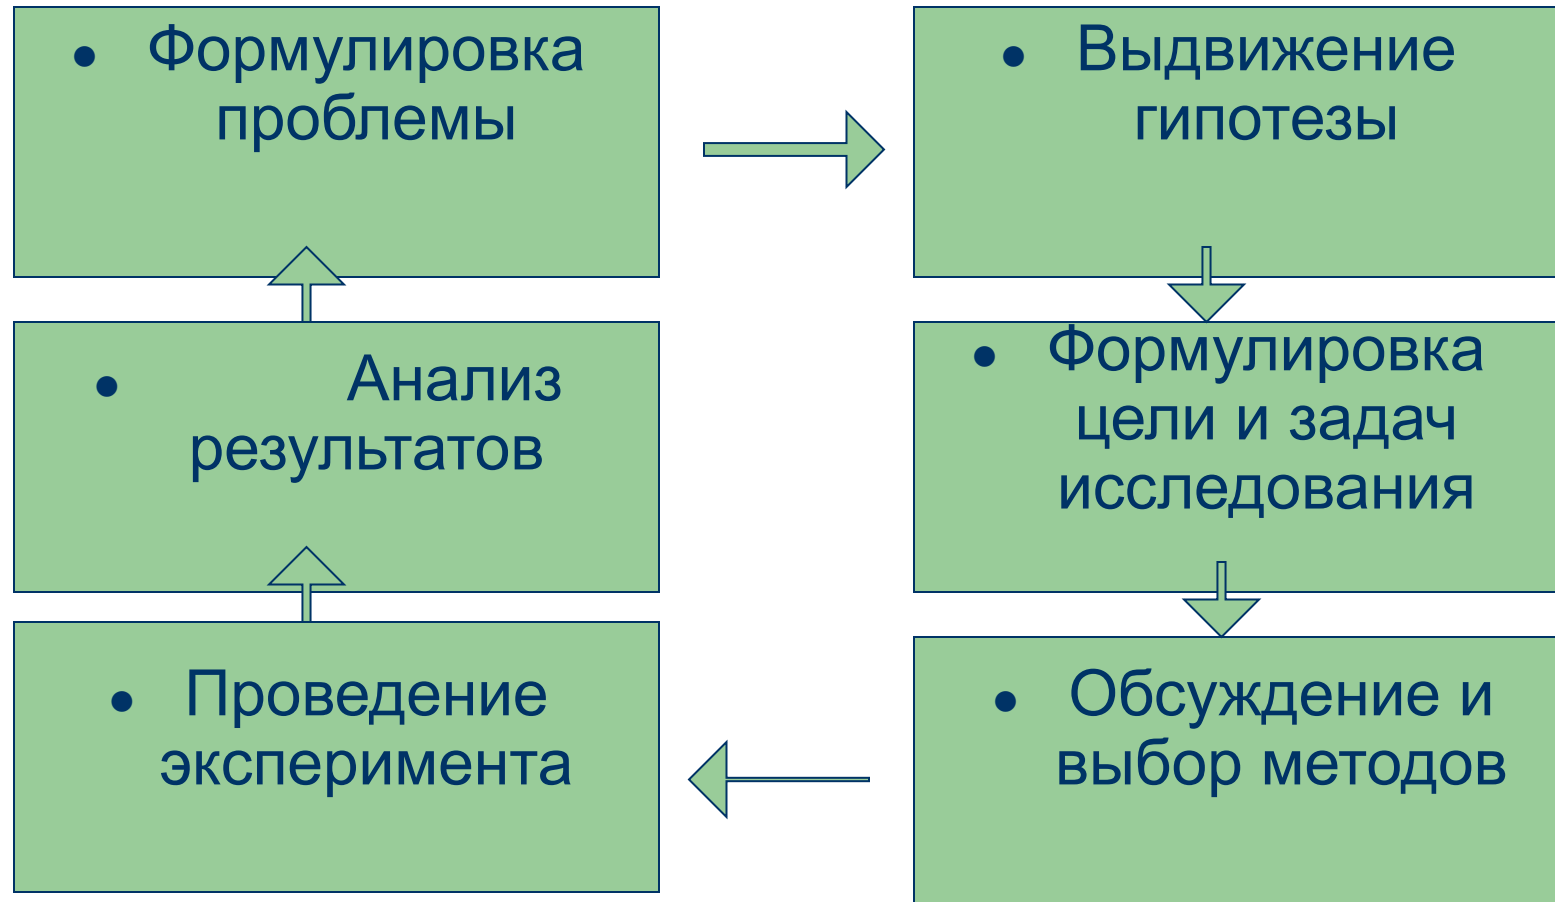 • Формулировка
проблемы
• Выдвижение
гипотезы
• Анализ
результатов
• Формулировка
цели и задач
исследования
• Проведение
эксперимента
• Обсуждение и
выбор методов